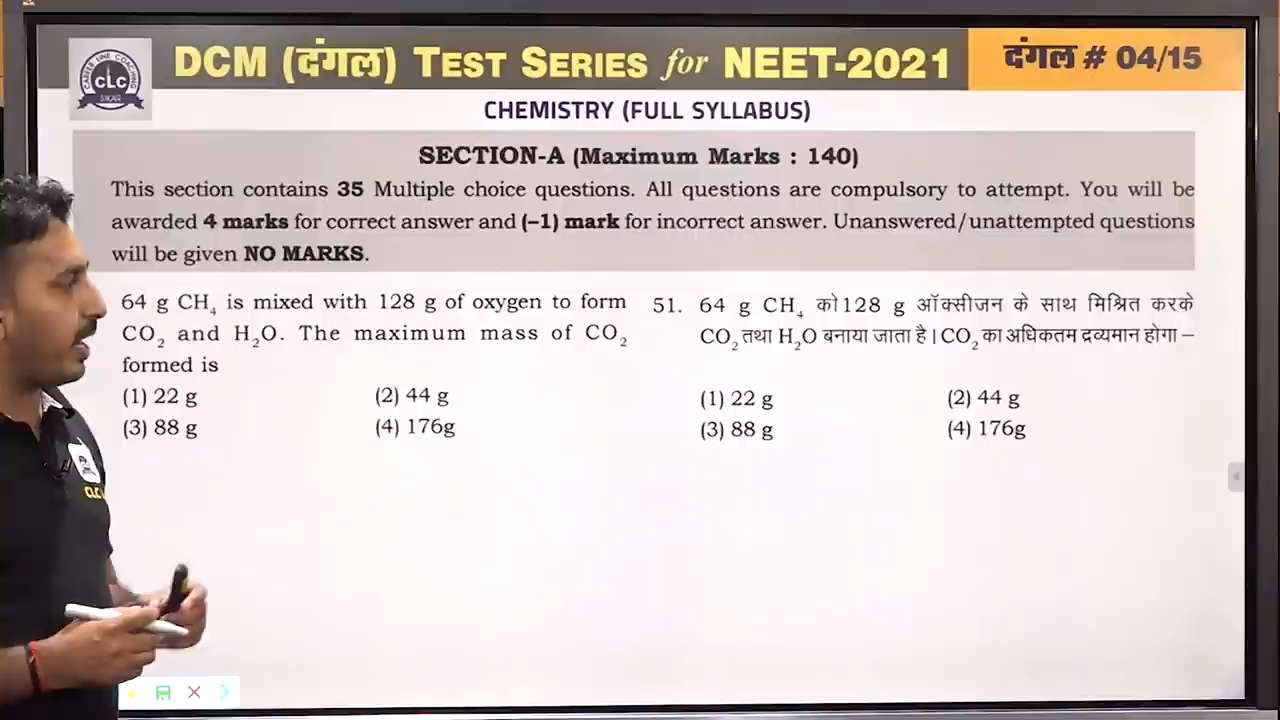 DCM (दंगल) TEST SERIES for NEET-2021
दंगल # 04/15
CAREER LINE COACHING
CLC
SIKAR
CHEMISTRY (FULL SYLLABUS)
SECTION-A (Maximum Marks : 140)
This section contains 35 Multiple choice questions. All questions are compulsory to attempt. You will be
awarded 4 marks for correct answer and (–1) mark for incorrect answer. Unanswered/unattempted questions
will be given NO MARKS.
64 g CH₄ is mixed with 128 g of oxygen to form
CO₂ and H₂O. The maximum mass of CO₂
formed is
(1) 22 g (2) 44 g
(3) 88 g (4) 176g
51. 64 g CH₄ को128 g ऑक्सीजन के साथ मिश्रित करके
CO₂ तथा H₂O बनाया जाता है। CO₂ का अधिकतम द्रव्यमान होगा –
(1) 22 g (2) 44 g
(3) 88 g (4) 176g
CLC